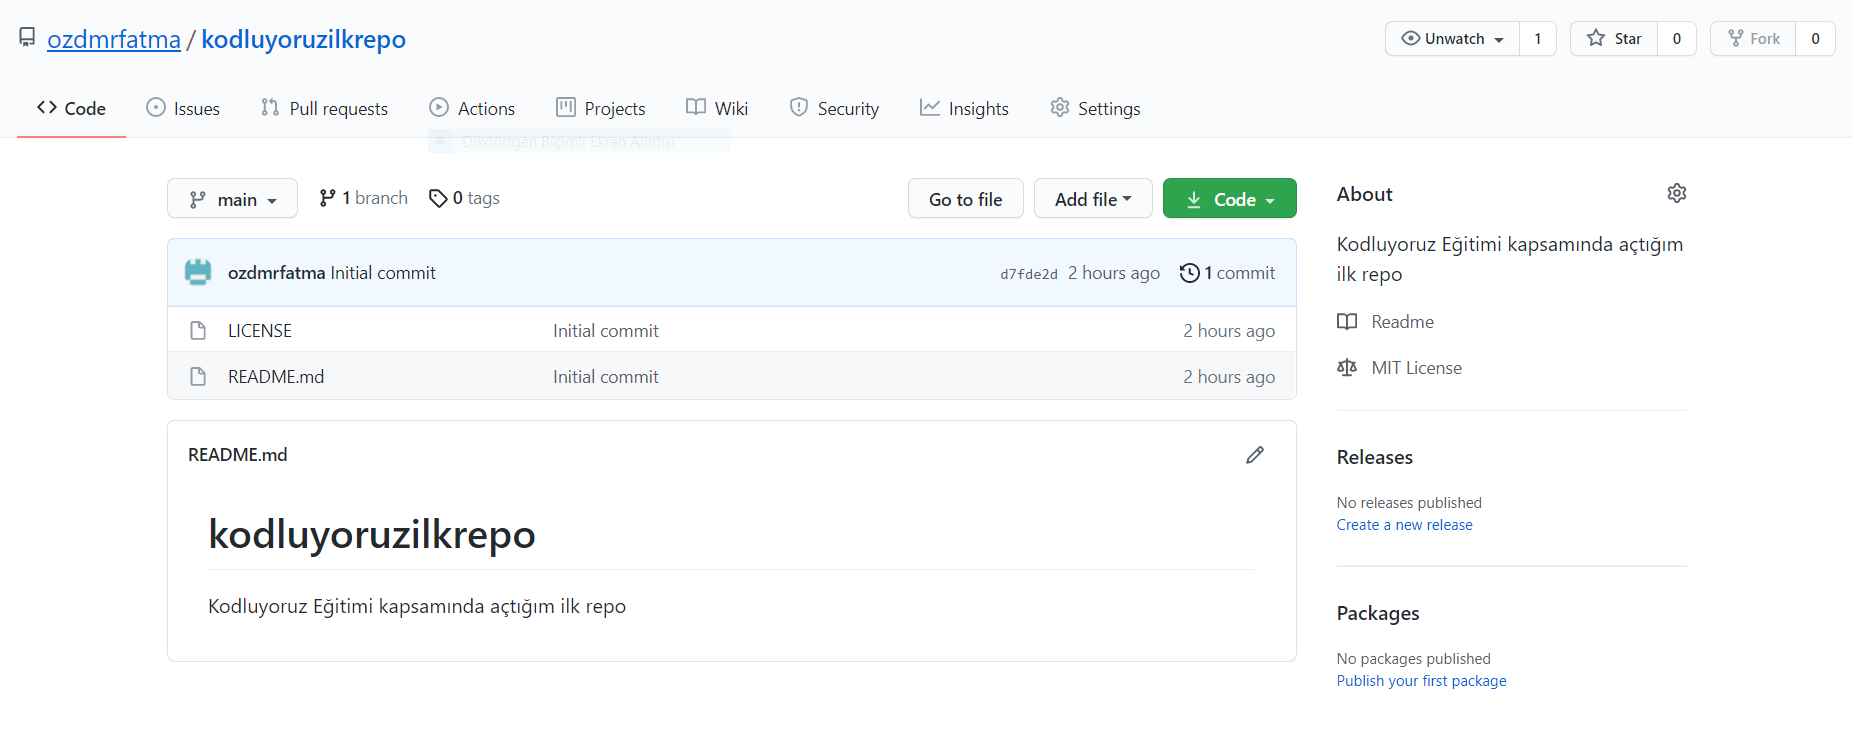 ozdmrfatma / kodluyoruzilkrepo
Unwatch 1 Star 0 Fork 0
Code Issues Pull requests Actions Projects Wiki Security Insights Settings
Dikdörtgen Biçimli Ekran Alıntısı
main 1 branch 0 tags Go to file Add file Code
ozdmrfatma Initial commit d7fde2d 2 hours ago 1 commit
LICENSE Initial commit 2 hours ago
README.md Initial commit 2 hours ago
README.md
kodluyoruzilkrepo
Kodluyoruz Eğitimi kapsamında açtığım ilk repo
About
Kodluyoruz Eğitimi kapsamında açtığım
ilk repo
Readme
MIT License
Releases
No releases published
Create a new release
Packages
No packages published
Publish your first package